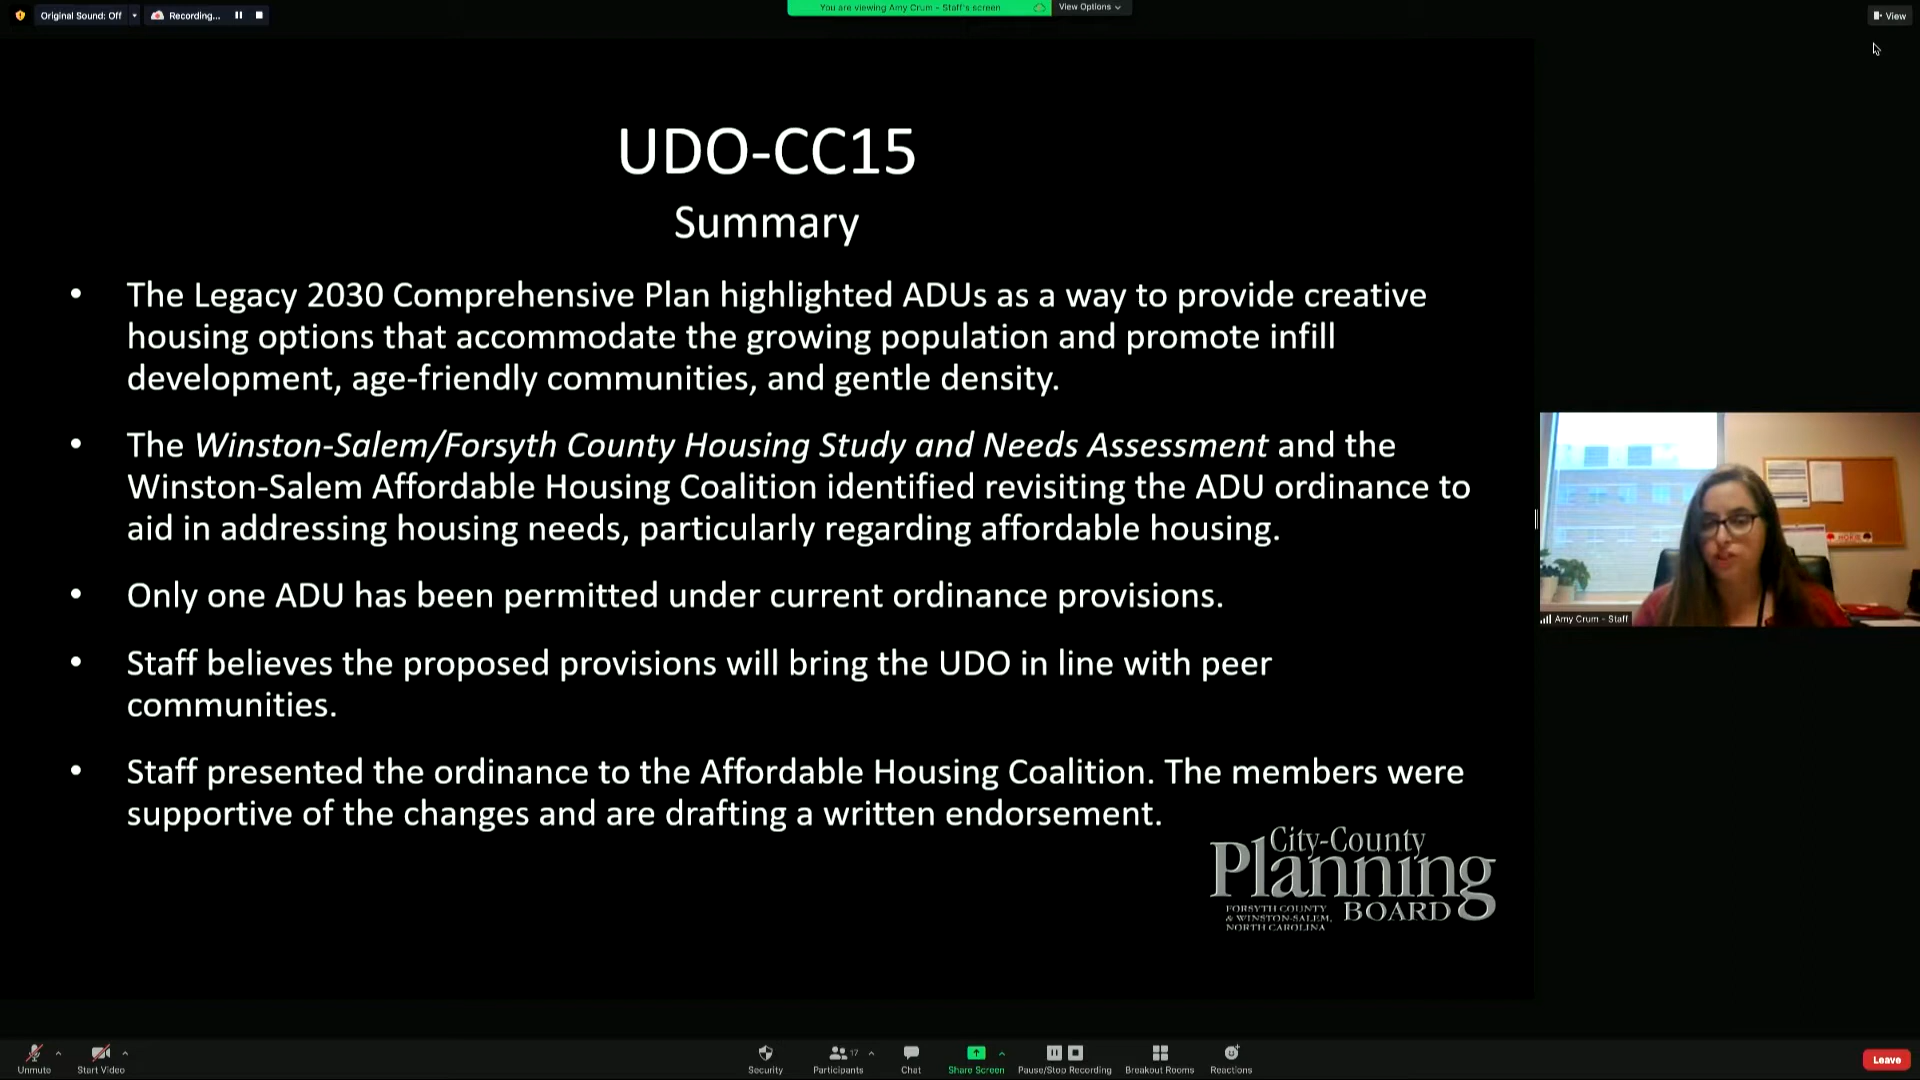 Original Sound: Off
Recording...
You are viewing Amy Crum - Staff's screen
View Options
View
UDO-CC15
Summary
• The Legacy 2030 Comprehensive Plan highlighted ADUs as a way to provide creative
housing options that accommodate the growing population and promote infill
development, age-friendly communities, and gentle density.
• The Winston-Salem/Forsyth County Housing Study and Needs Assessment and the
Winston-Salem Affordable Housing Coalition identified revisiting the ADU ordinance to
aid in addressing housing needs, particularly regarding affordable housing.
• Only one ADU has been permitted under current ordinance provisions.
• Staff believes the proposed provisions will bring the UDO in line with peer
communities.
• Staff presented the ordinance to the Affordable Housing Coalition. The members were
supportive of the changes and are drafting a written endorsement.
City-County
Planning
BOARD
FORSYTH COUNTY
& WINSTON-SALEM,
NORTH CAROLINA
Amy Crum - Staff
Unmute
Start Video
Security
Participants
17
Chat
Share Screen
Pause/Stop Recording
Breakout Rooms
Reactions
Leave